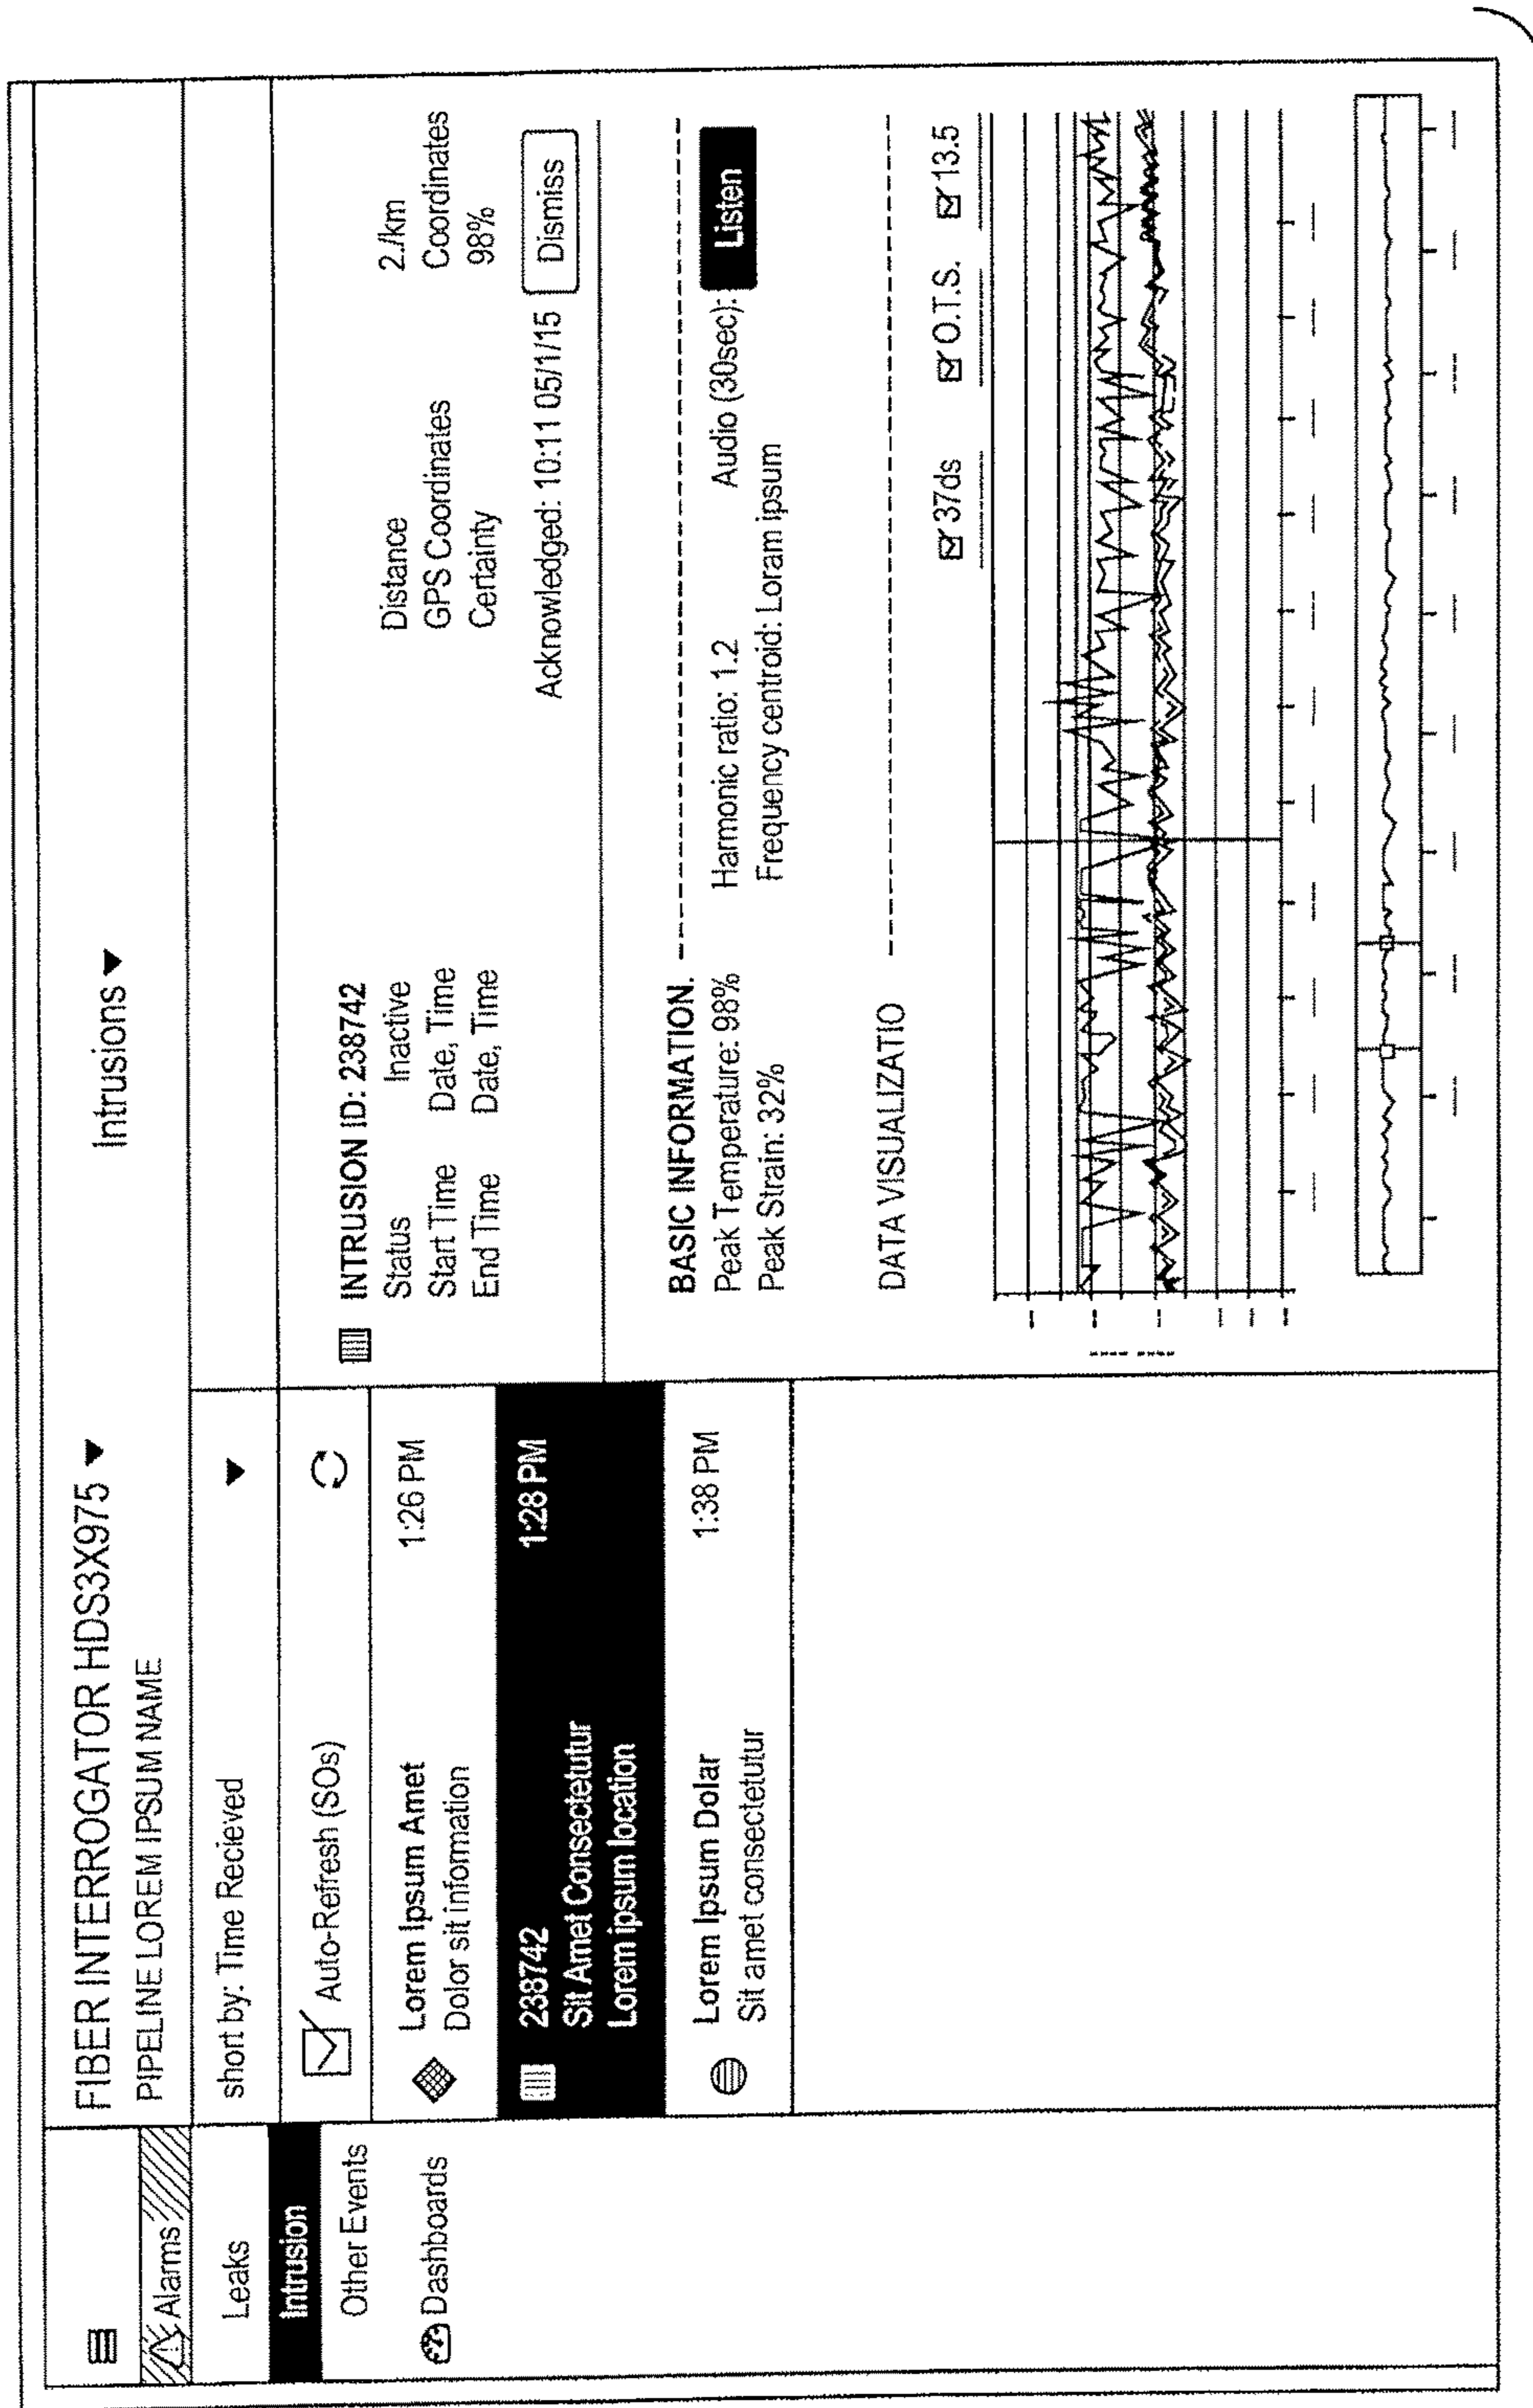 FIBER INTERROGATOR HDS3X975
PIPELINE LOREM IPSUM NAME
Intrusions
Alarms
Leaks
Intrusion
Other Events
Dashboards
short by: Time Recieved
Auto-Refresh (SOs)
Lorem Ipsum Amet 1:26 PM
Dolor sit information
238742 1:28 PM
Sit Amet Consectetutur
Lorem ipsum location
Lorem Ipsum Dolar 1:38 PM
Sit amet consectetutur
INTRUSION ID: 238742
Status Inactive Distance 2./km
Start Time Date, Time GPS Coordinates Coordinates
End Time Date, Time Certainty 98%
Acknowledged: 10:11 05/1/15 Dismiss
BASIC INFORMATION.
Peak Temperature: 98% Harmonic ratio: 1.2 Audio (30sec): Listen
Peak Strain: 32% Frequency centroid: Loram ipsum
DATA VISUALIZATIO
37ds O.T.S. 13.5